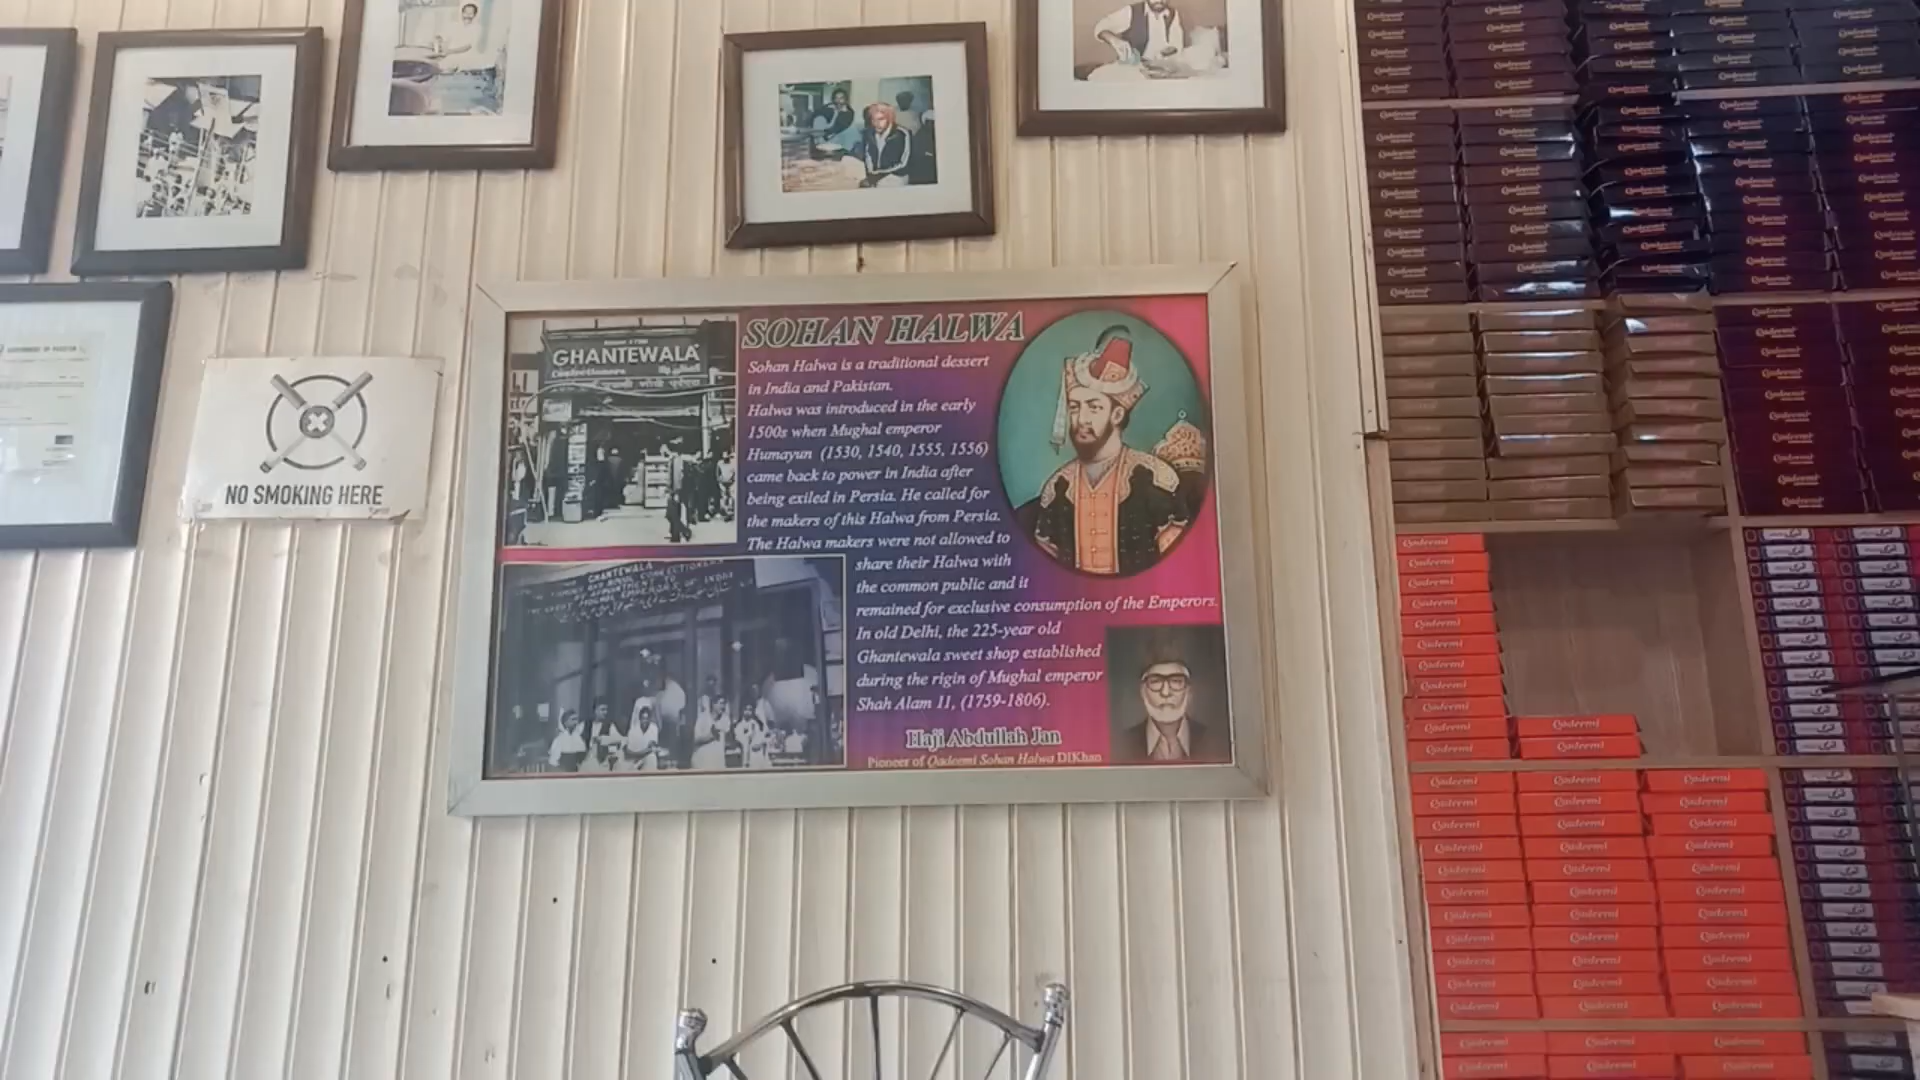 GHANTEWALA
Confectioners
SOHAN HALWA
Sohan Halwa is a traditional dessert
in India and Pakistan.
Halwa was introduced in the early
1500s when Mughal emperor
Humayun (1530, 1540, 1555, 1556)
came back to power in India after
being exiled in Persia. He called for
the makers of this Halwa from Persia.
The Halwa makers were not allowed to
share their Halwa with
the common public and it
remained for exclusive consumption of the Emperors.
In old Delhi, the 225-year old
Ghantewala sweet shop established
during the rigin of Mughal emperor
Shah Alam 11, (1759-1806).
Haji Abdullah Jan
Pioneer of Qadeemi Sohan Halwa DIKhan
GHANTEWALA
NO SMOKING HERE
Qadeemi